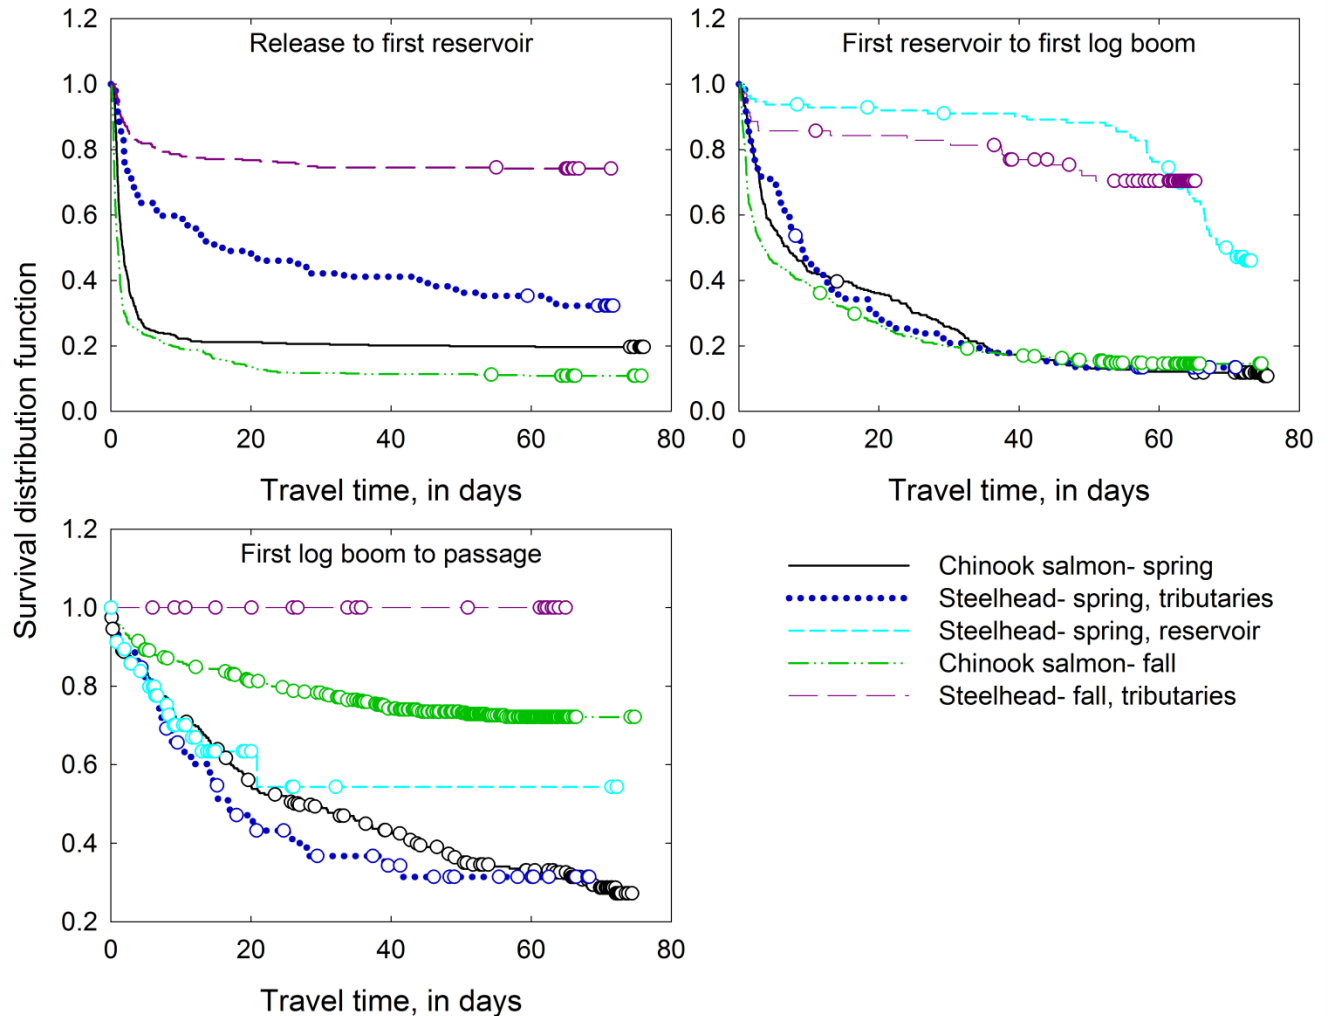 Survival distribution function
Release to first reservoir
1.2
1.0
0.8
0.6
0.4
0.2
0.0
0 20 40 60 80
Travel time, in days
First reservoir to first log boom
1.2
1.0
0.8
0.6
0.4
0.2
0.0
0 20 40 60 80
Travel time, in days
First log boom to passage
1.2
1.0
0.8
0.6
0.4
0.2
0 20 40 60 80
Travel time, in days
Chinook salmon- spring
Steelhead- spring, tributaries
Steelhead- spring, reservoir
Chinook salmon- fall
Steelhead- fall, tributaries